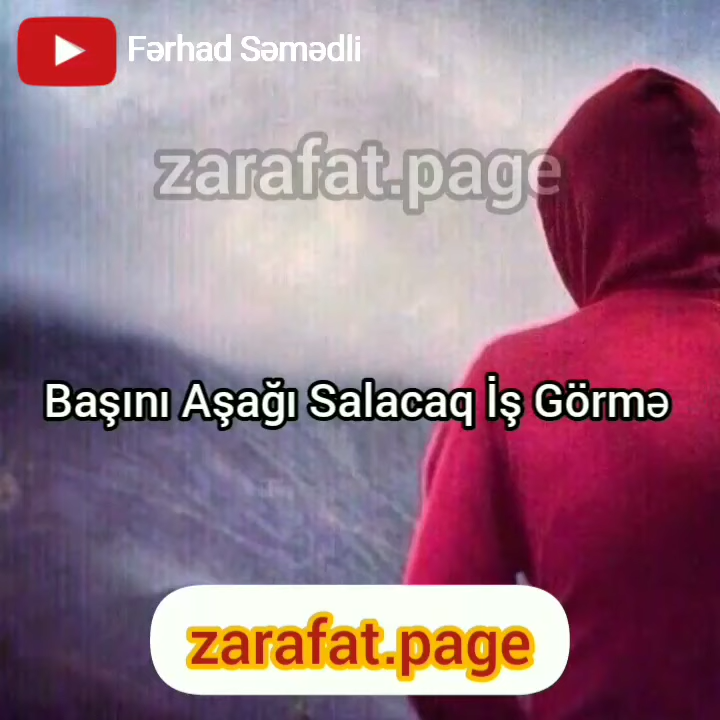 Fərhad Səmədli
zarafat.page
Başını Aşağı Salacaq İş Görmə
zarafat.page